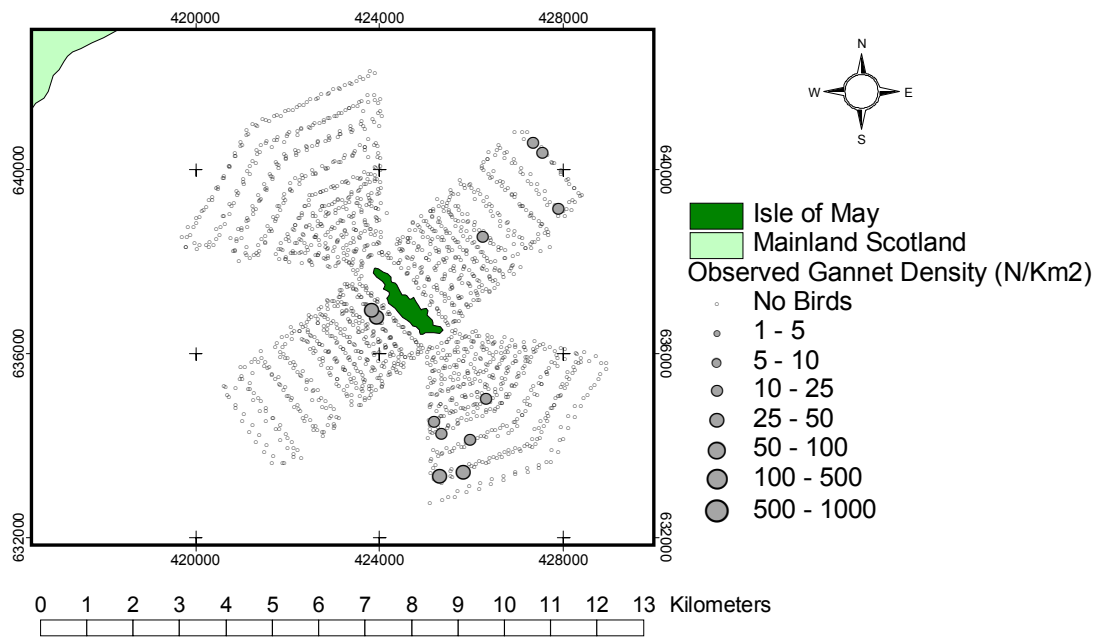 420000 424000 428000
640000 640000
636000 636000
632000 632000
420000 424000 428000
N
W E
S
Isle of May
Mainland Scotland
Observed Gannet Density (N/Km2)
No Birds
1 - 5
5 - 10
10 - 25
25 - 50
50 - 100
100 - 500
500 - 1000
0 1 2 3 4 5 6 7 8 9 10 11 12 13 Kilometers